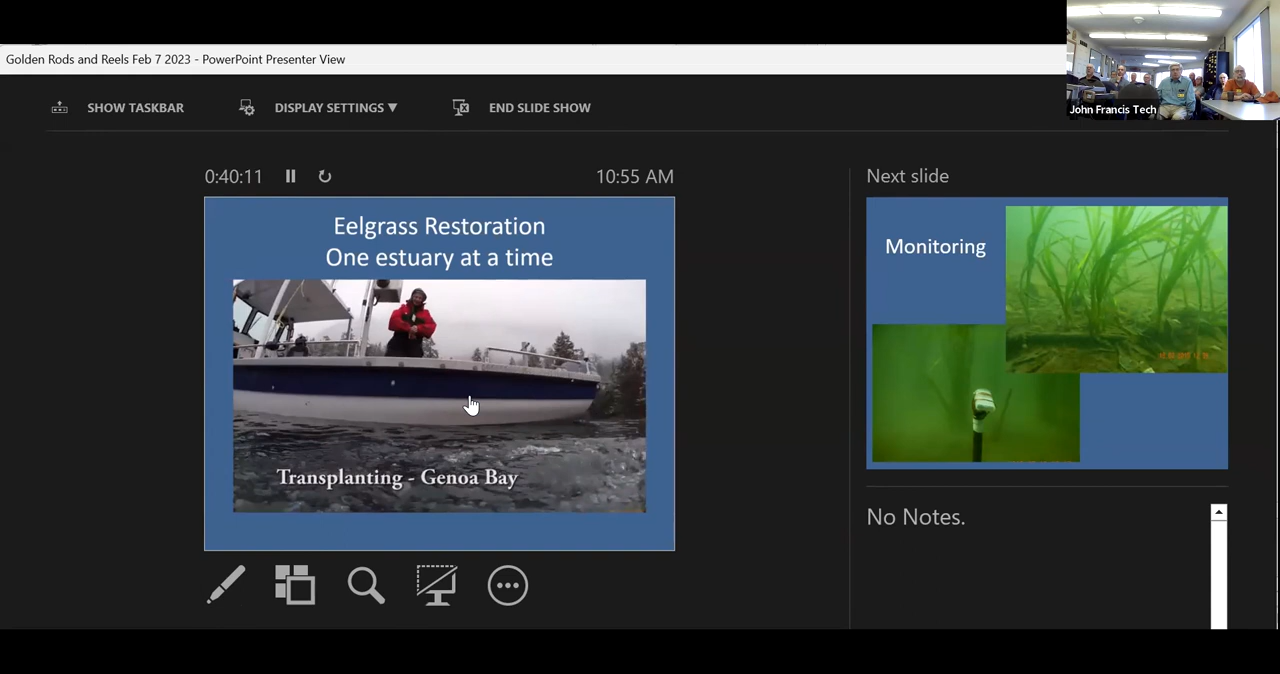 Golden Rods and Reels Feb 7 2023 - PowerPoint Presenter View
John Francis Tech
SHOW TASKBAR
DISPLAY SETTINGS ▼
END SLIDE SHOW
0:40:11
10:55 AM
Eelgrass Restoration
One estuary at a time
Transplanting - Genoa Bay
Next slide
Monitoring
No Notes.